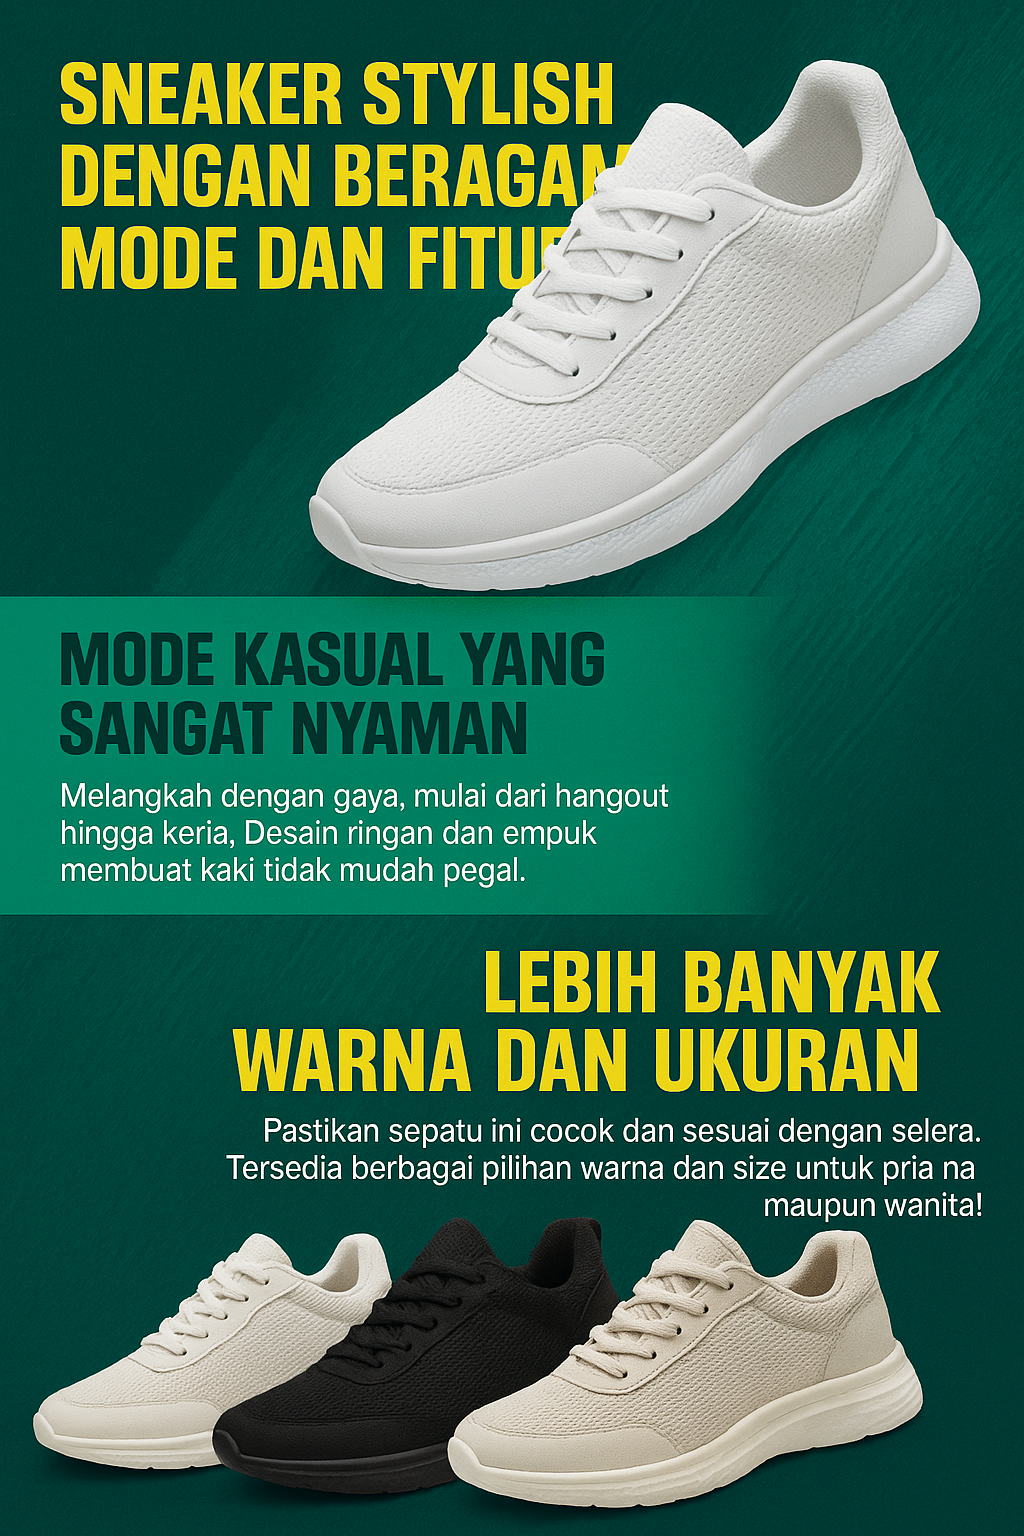 SNEAKER STYLISH
DENGAN BERAGAM
MODE DAN FITUR
MODE KASUAL YANG
SANGAT NYAMAN
Melangkah dengan gaya, mulai dari hangout
hingga keria, Desain ringan dan empuk
membuat kaki tidak mudah pegal.
LEBIH BANYAK
WARNA DAN UKURAN
Pastikan sepatu ini cocok dan sesuai dengan selera.
Tersedia berbagai pilihan warna dan size untuk pria na
maupun wanita!